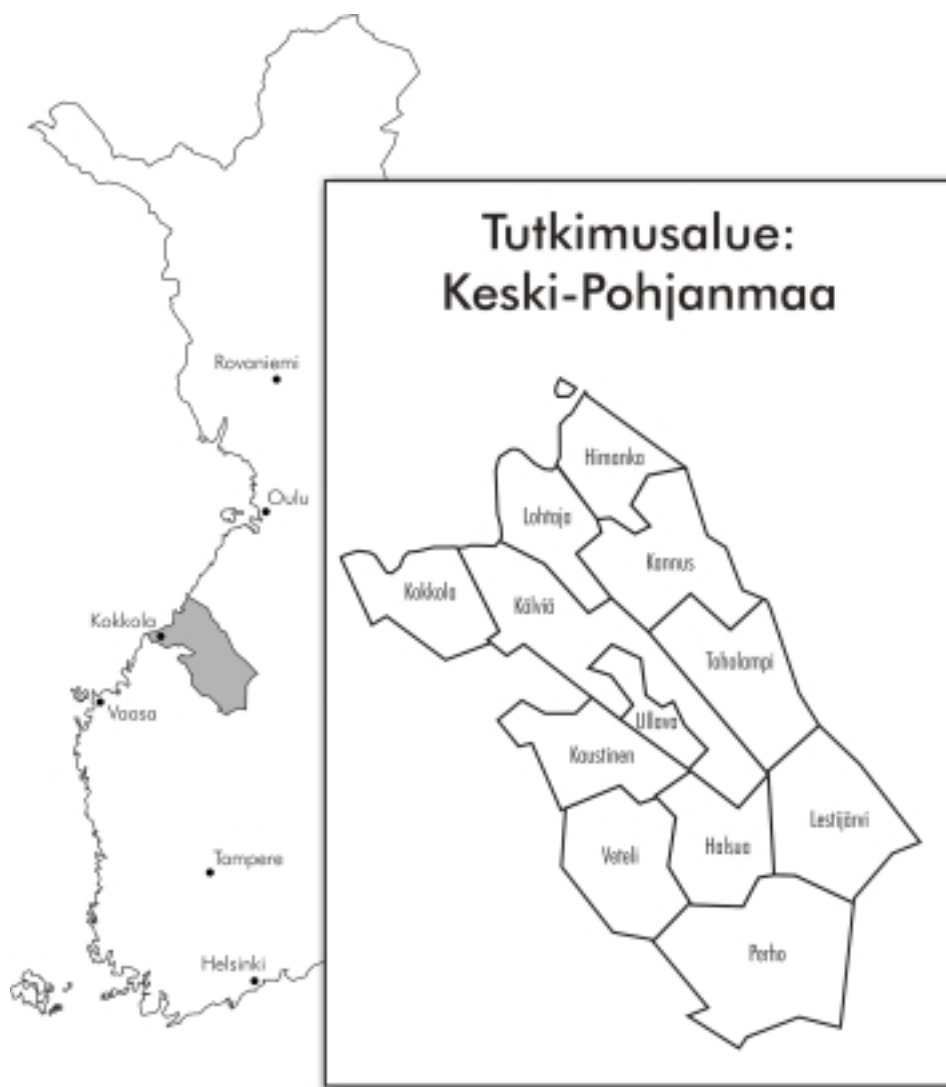 Tutkimusalue:
Keski-Pohjanmaa
Rovaniemi
Oulu
Kokkola
Vaasa
Tampere
Helsinki
Himanka
Lohtaja
Kannus
Kokkola
Kälviä
Toholampi
Ullava
Kaustinen
Lestijärvi
Veteli
Halsua
Perho